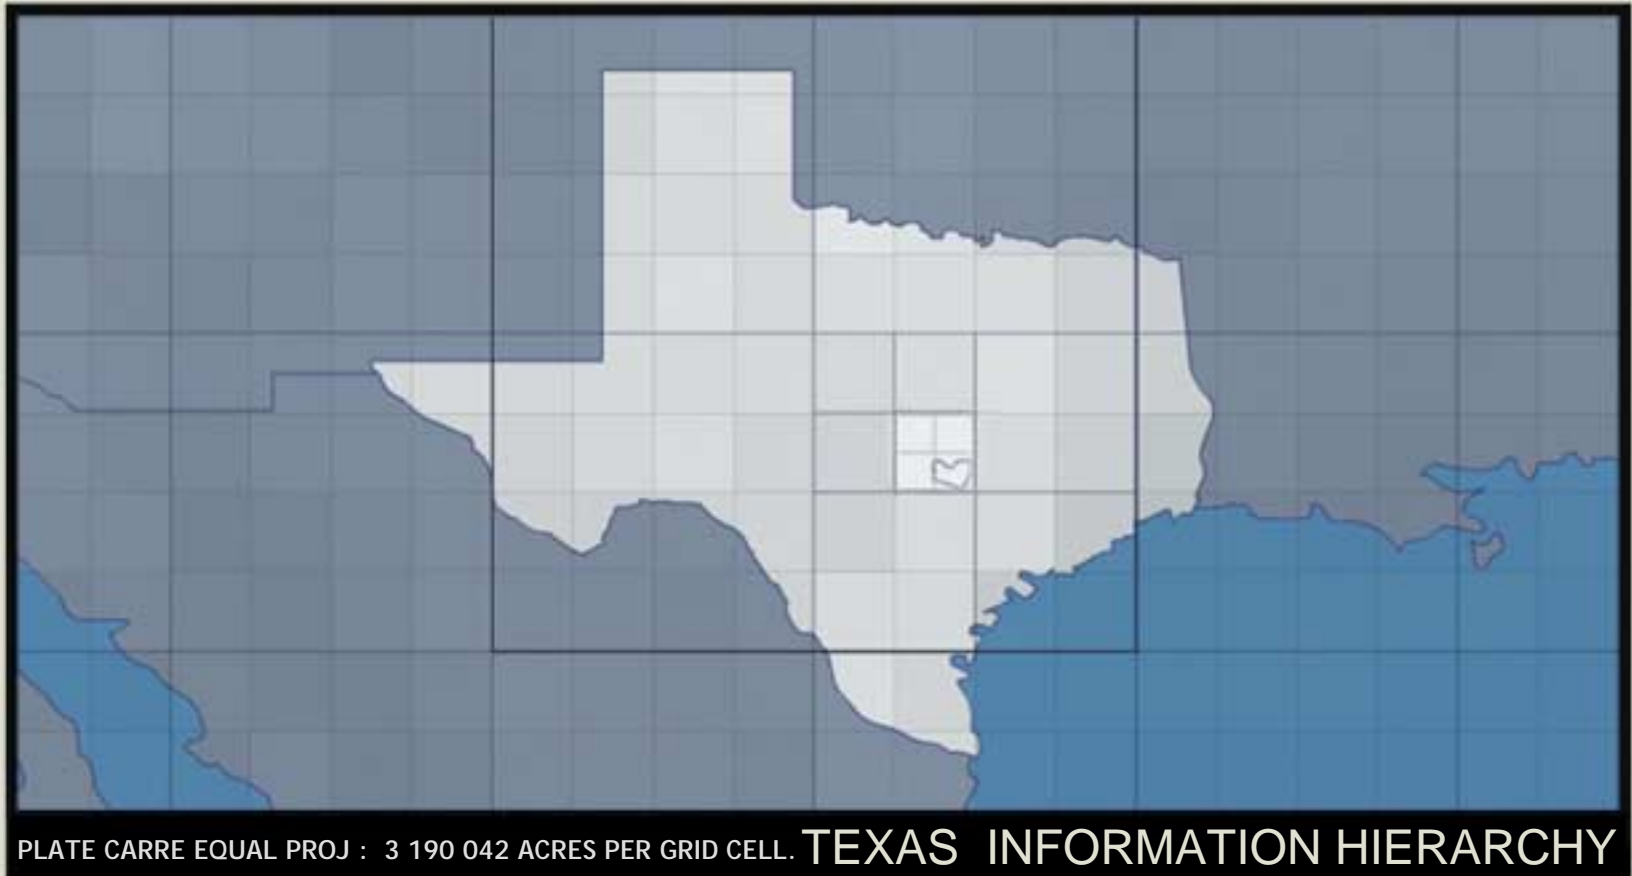 PLATE CARRE EQUAL PROJ : 3 190 042 ACRES PER GRID CELL. TEXAS INFORMATION HIERARCHY